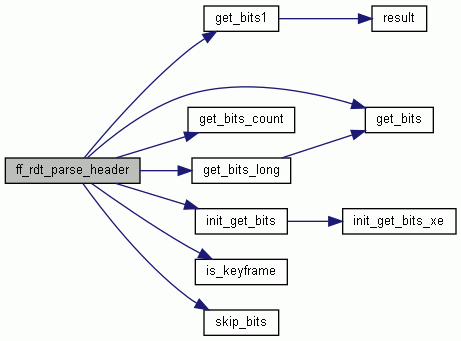 get_bits1
result
get_bits_count
get_bits
ff_rdt_parse_header
get_bits_long
init_get_bits
init_get_bits_xe
is_keyframe
skip_bits